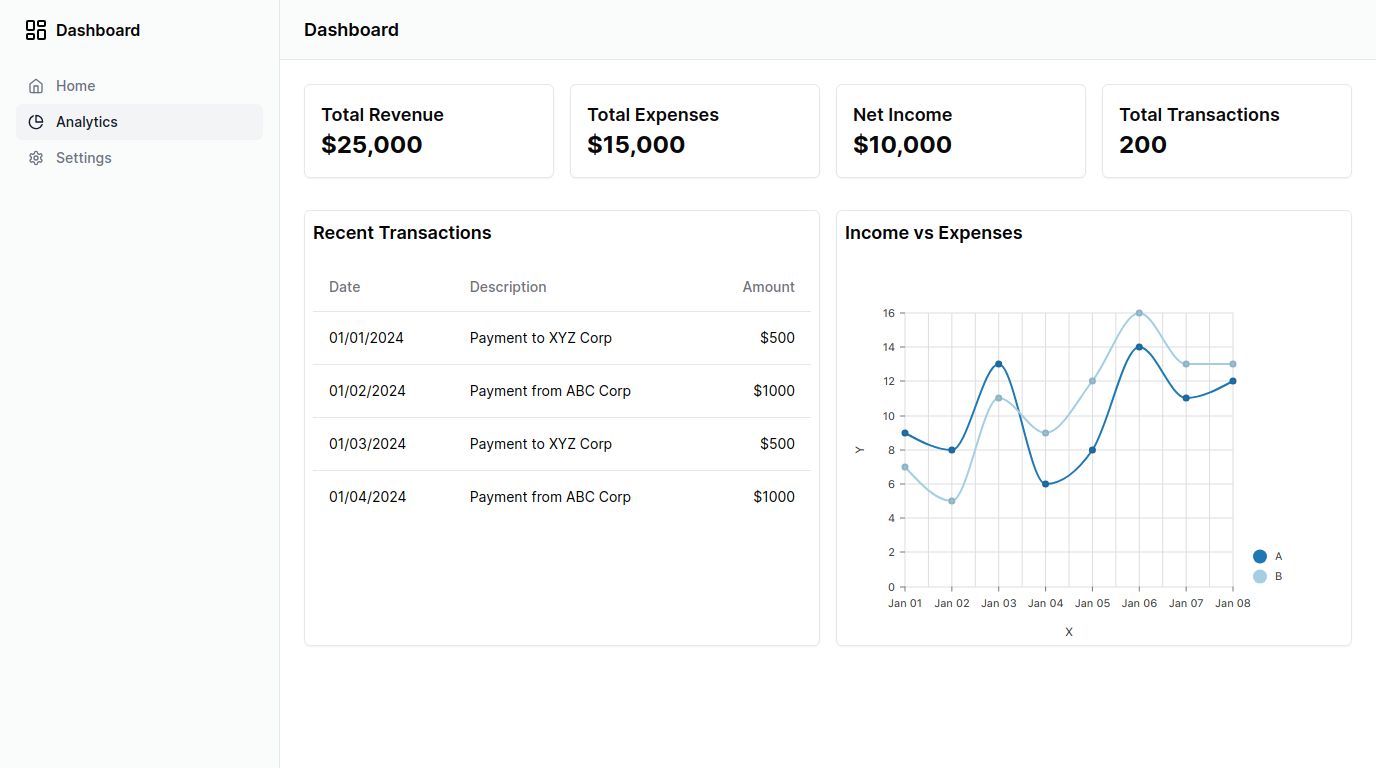 Dashboard
Home
Analytics
Settings
Dashboard
Total Revenue
$25,000
Total Expenses
$15,000
Net Income
$10,000
Total Transactions
200
Recent Transactions
Date Description Amount
01/01/2024 Payment to XYZ Corp $500
01/02/2024 Payment from ABC Corp $1000
01/03/2024 Payment to XYZ Corp $500
01/04/2024 Payment from ABC Corp $1000
Income vs Expenses
16
14
12
10
8
6
4
2
0
Y
Jan 01 Jan 02 Jan 03 Jan 04 Jan 05 Jan 06 Jan 07 Jan 08
X
A
B